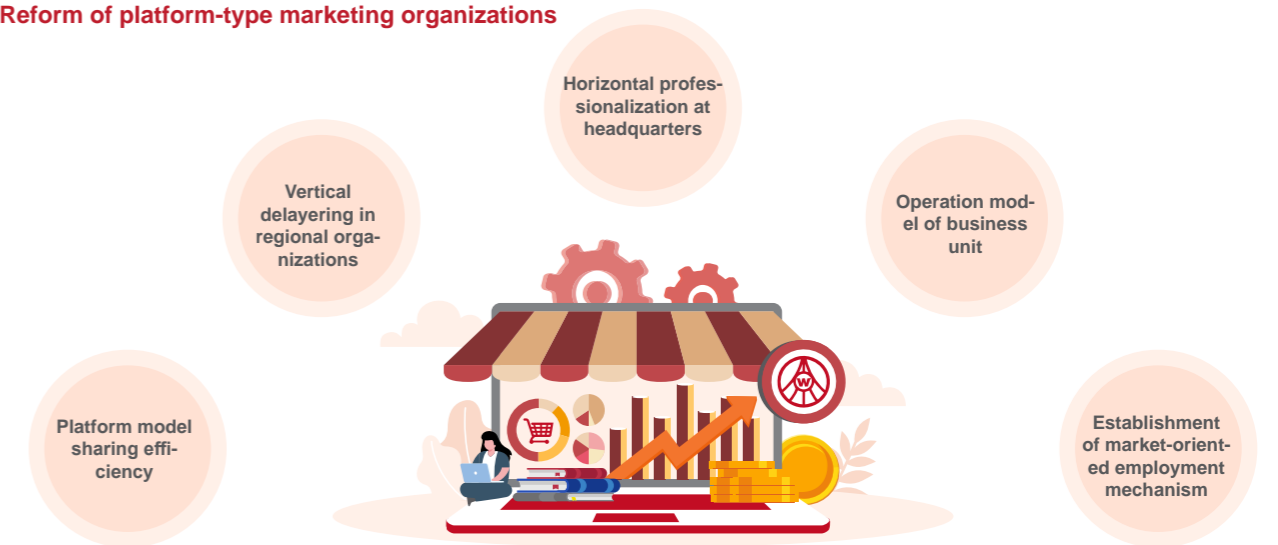 Reform of platform-type marketing organizations
Horizontal profes-
sionalization at
headquarters
Vertical
delayering in
regional orga-
nizations
Operation mod-
el of business
unit
Platform model
sharing effi-
ciency
Establishment
of market-orient-
ed employment
mechanism
W